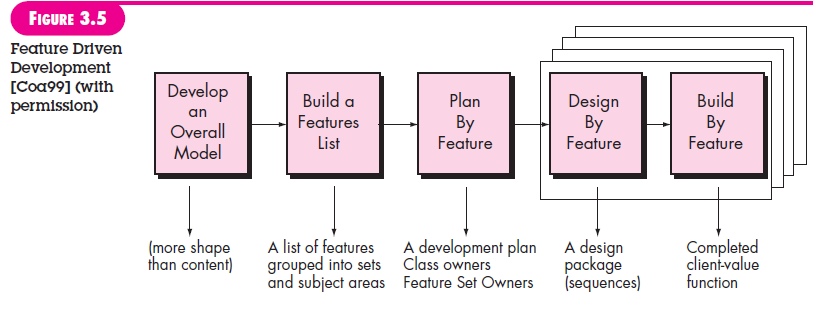 FIGURE 3.5
Feature Driven
Development
[Coa99] (with
permission)
Develop
an
Overall
Model
Build a
Features
List
Plan
By
Feature
Design
By
Feature
Build
By
Feature
(more shape
than content)
A list of features
grouped into sets
and subject areas
A development plan
Class owners
Feature Set Owners
A design
package
(sequences)
Completed
client-value
function